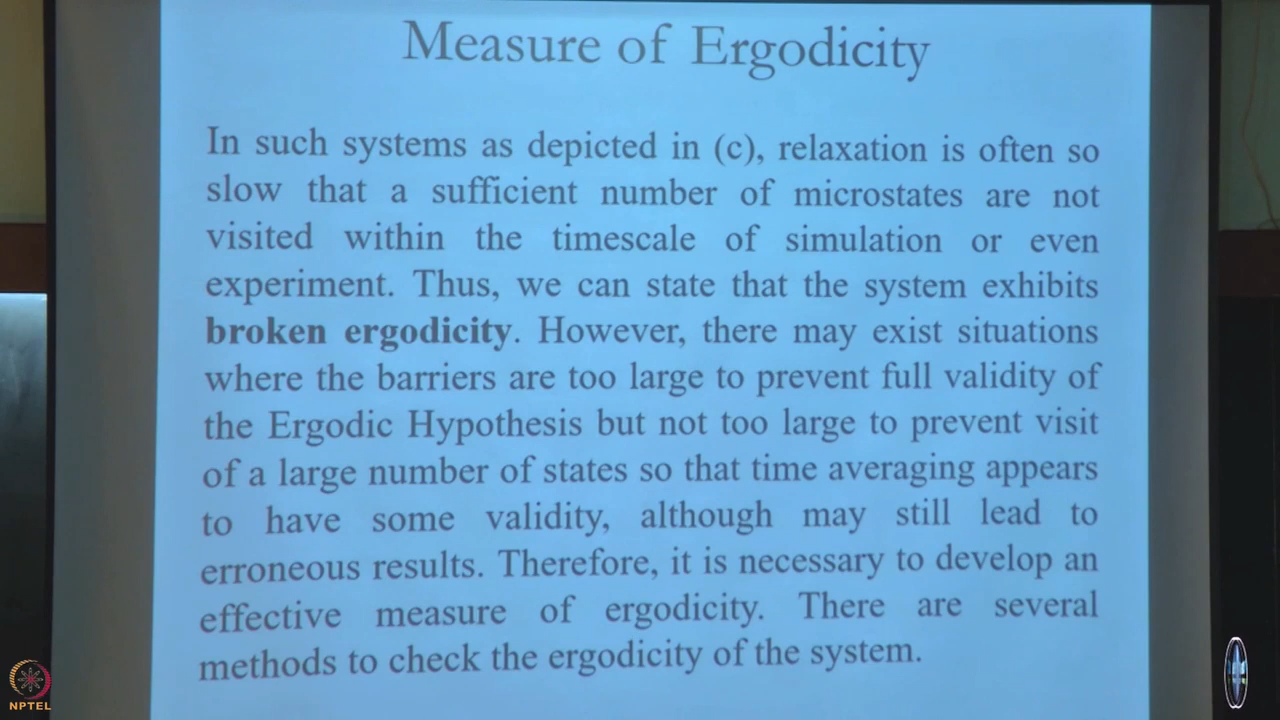 Measure of Ergodicity
In such systems as depicted in (c), relaxation is often so
slow that a sufficient number of microstates are not
visited within the timescale of simulation or even
experiment. Thus, we can state that the system exhibits
broken ergodicity. However, there may exist situations
where the barriers are too large to prevent full validity of
the Ergodic Hypothesis but not too large to prevent visit
of a large number of states so that time averaging appears
to have some validity, although may still lead to
erroneous results. Therefore, it is necessary to develop an
effective measure of ergodicity. There are several
methods to check the ergodicity of the system.
NPTEL